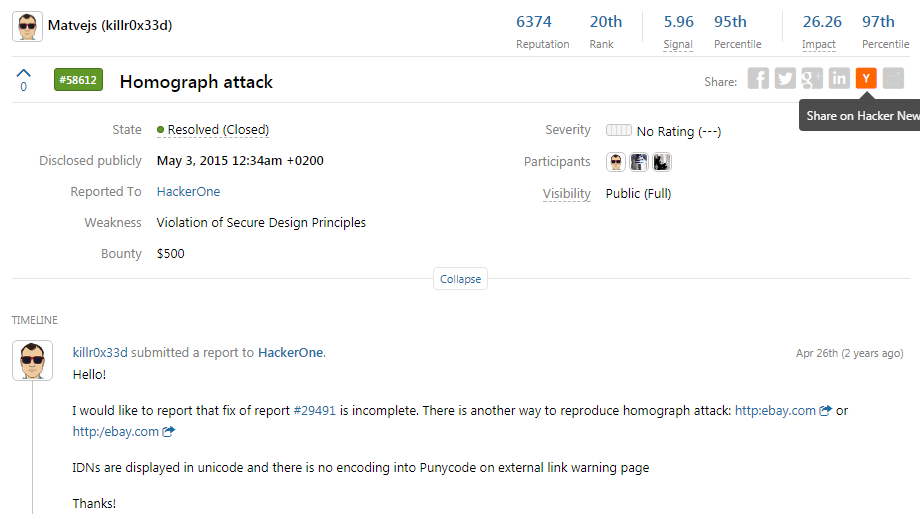 Matvejs (killr0x33d)
6374 20th 5.96 95th 26.26 97th
Reputation Rank Signal Percentile Impact Percentile
0
#58612 Homograph attack
Share: f g+ in Y
Share on Hacker New
State Resolved (Closed)
Severity No Rating (---)
Disclosed publicly May 3, 2015 12:34am +0200
Participants
Reported To HackerOne
Visibility Public (Full)
Weakness Violation of Secure Design Principles
Bounty $500
Collapse
TIMELINE
killr0x33d submitted a report to HackerOne. Apr 26th (2 years ago)
Hello!
I would like to report that fix of report #29491 is incomplete. There is another way to reproduce homograph attack: http:ebay.com or
http:/ebay.com
IDNs are displayed in unicode and there is no encoding into Punycode on external link warning page
Thanks!